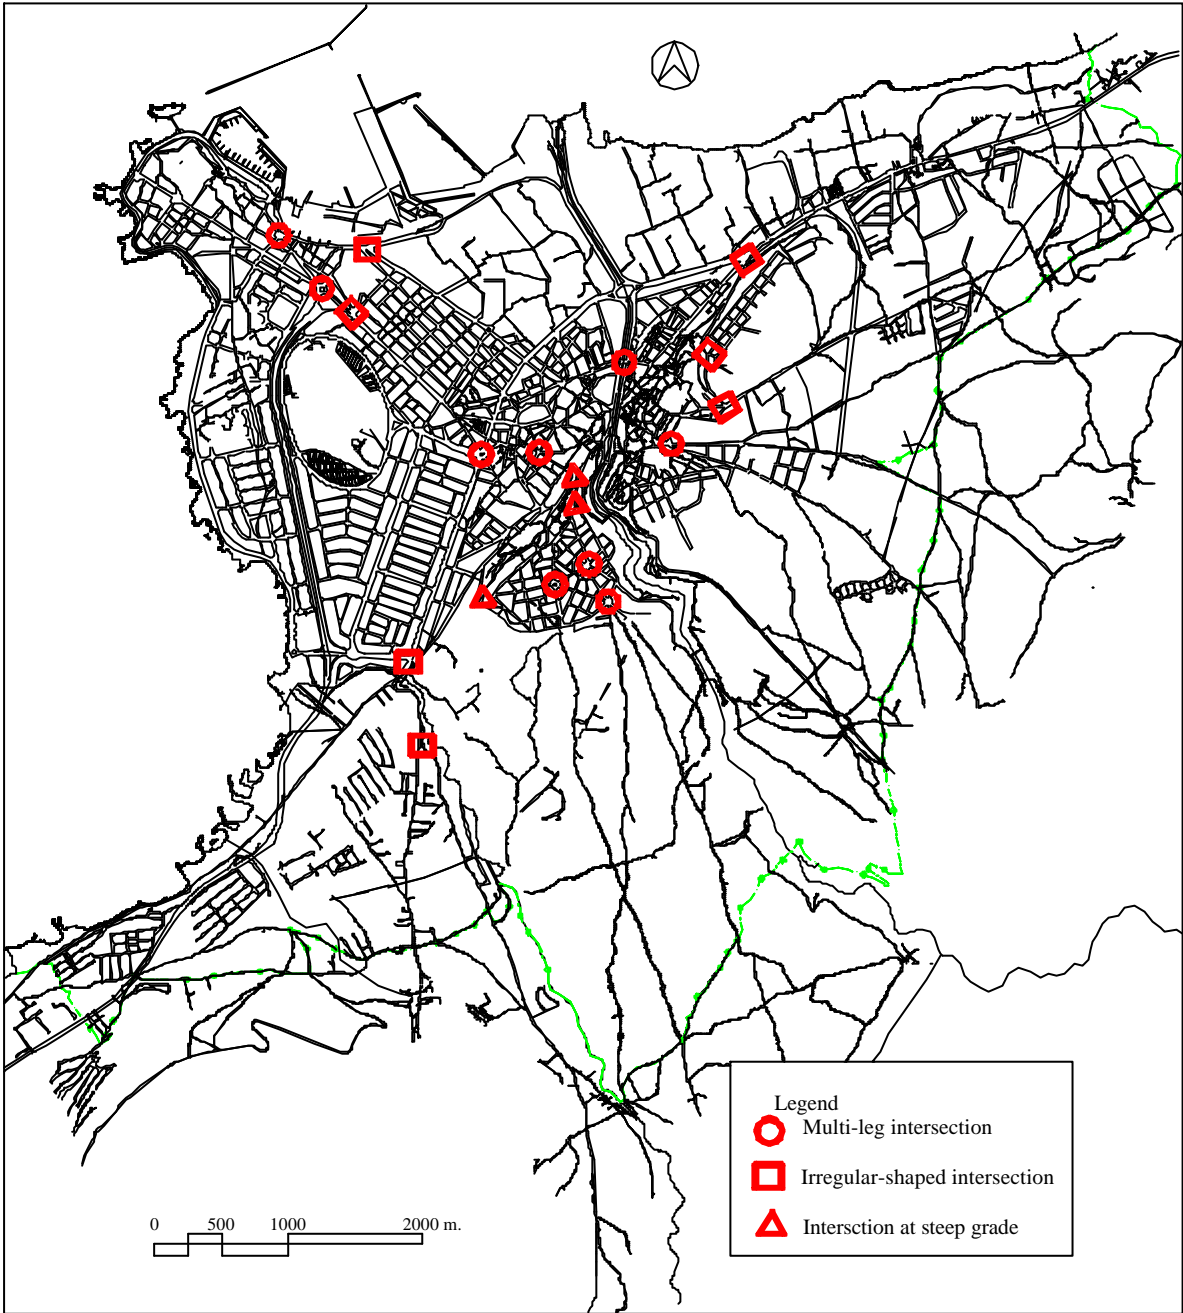 Legend
Multi-leg intersection
Irregular-shaped intersection
Intersction at steep grade
0 500 1000 2000 m.